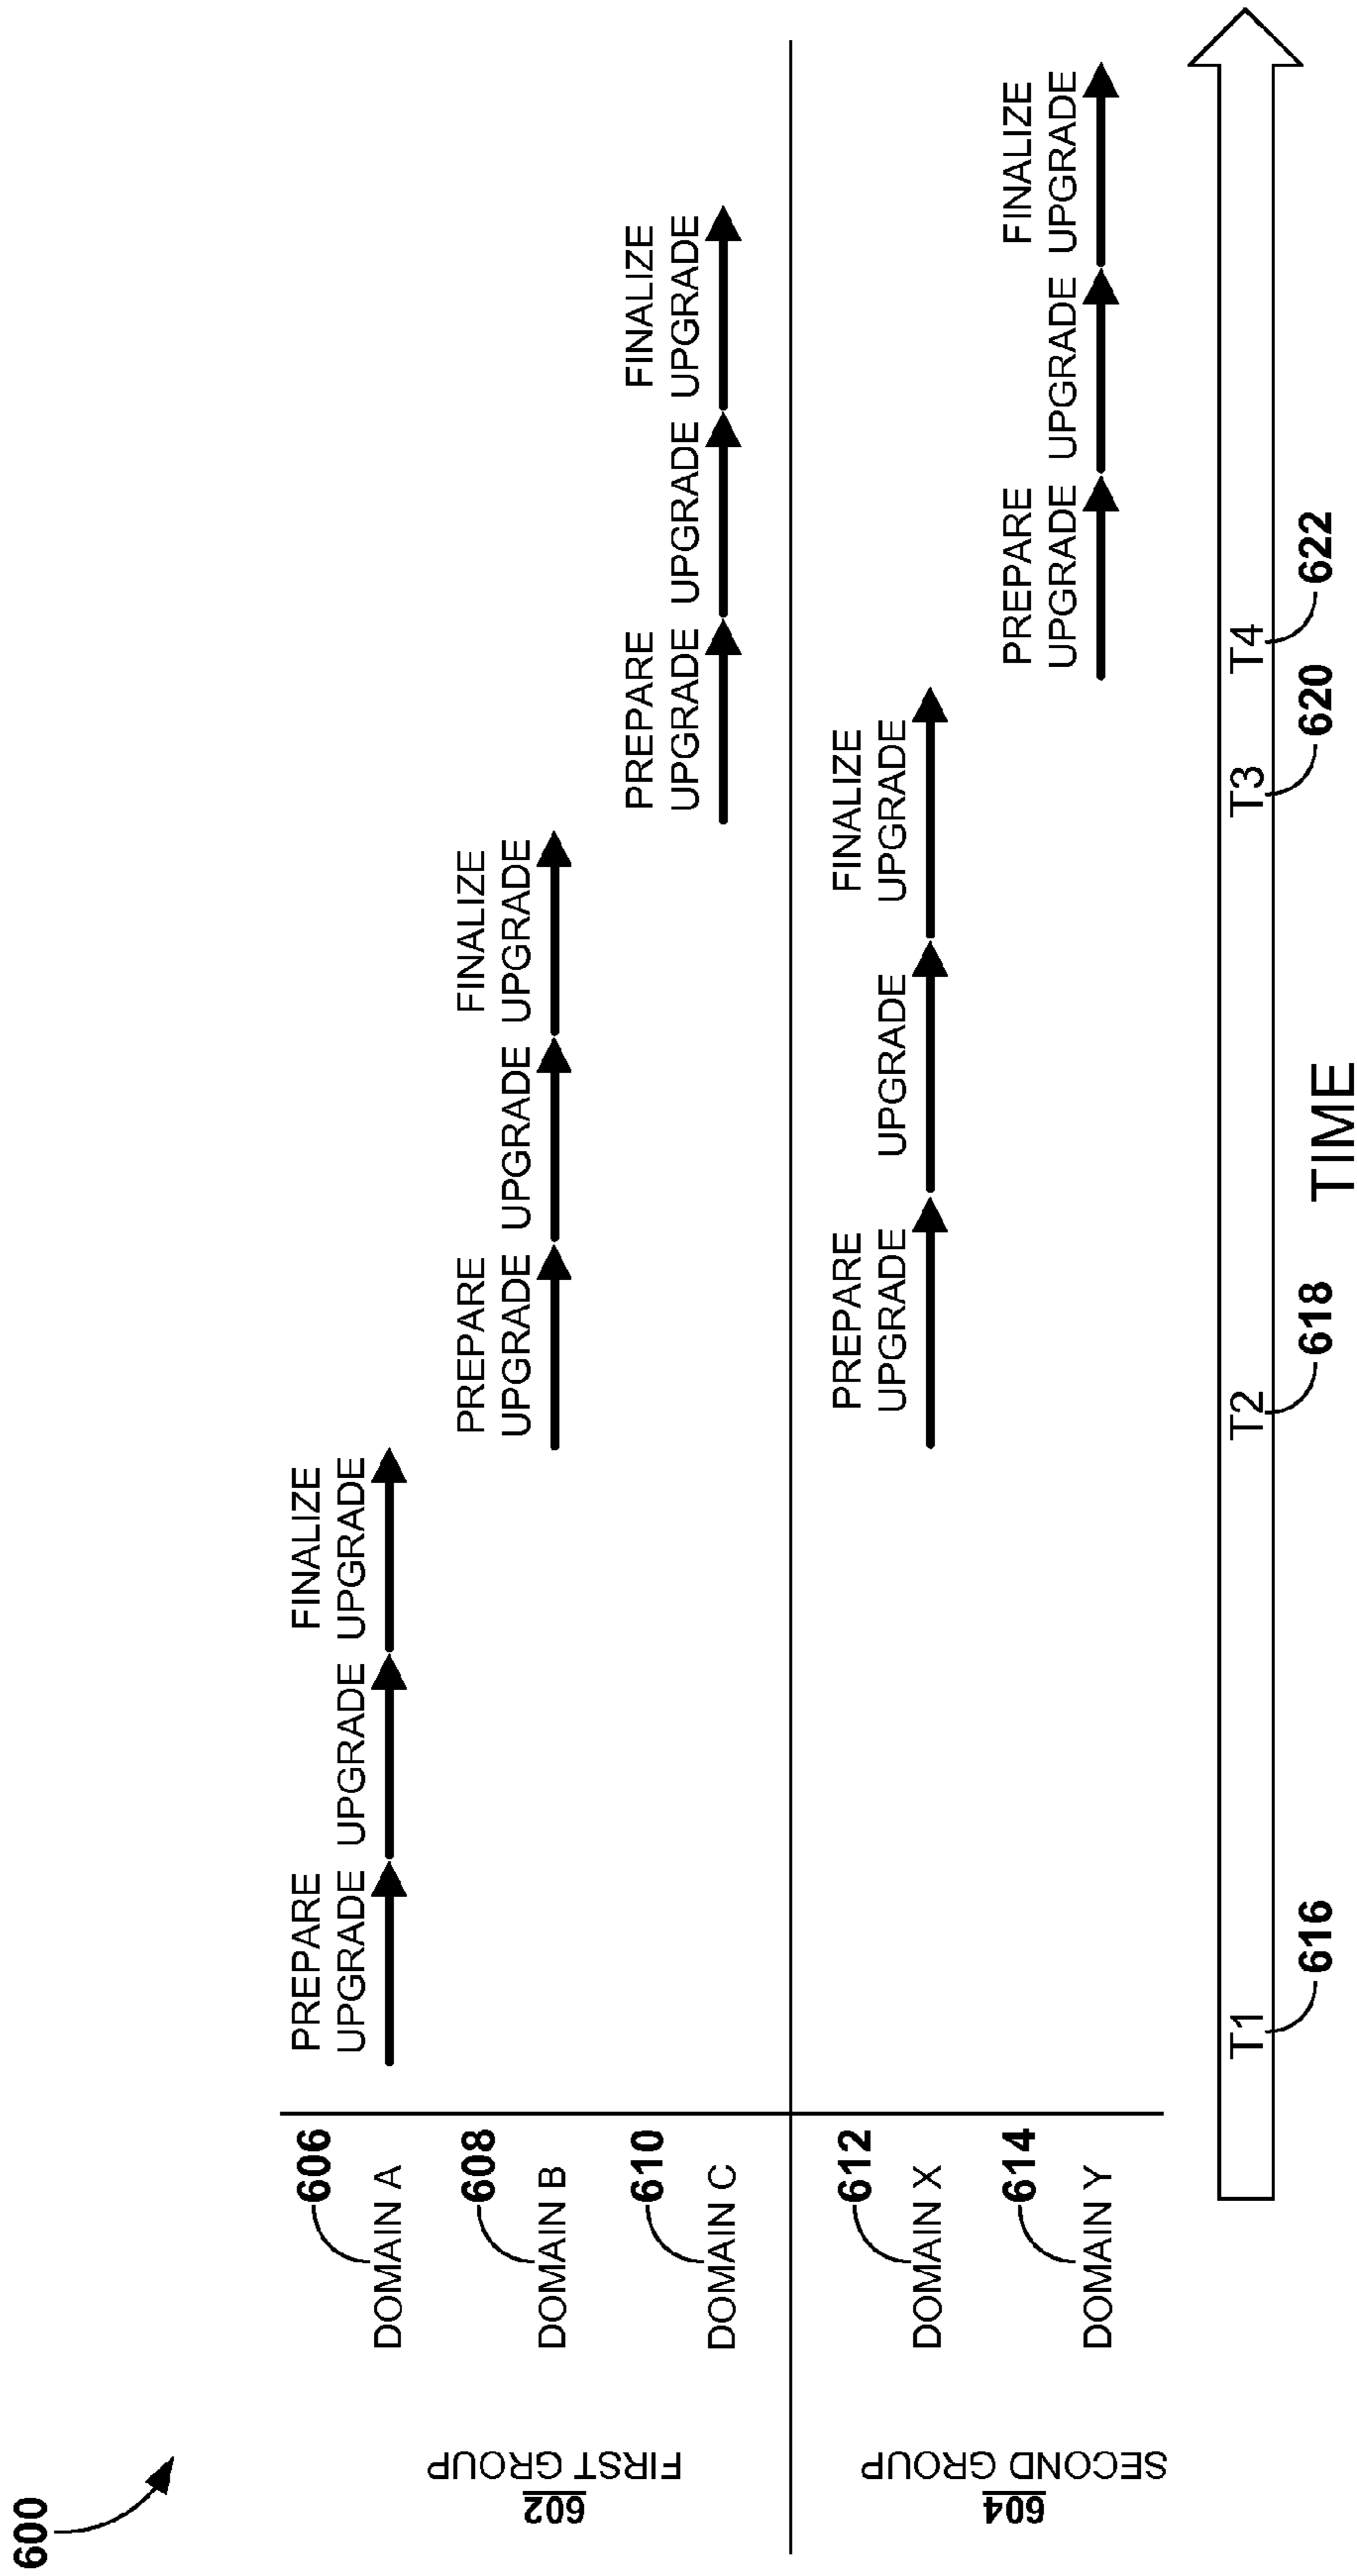 600
FIRST GROUP
602
606
DOMAIN A
PREPARE
UPGRADE
UPGRADE
FINALIZE
UPGRADE
608
DOMAIN B
PREPARE
UPGRADE
UPGRADE
FINALIZE
UPGRADE
610
DOMAIN C
PREPARE
UPGRADE
UPGRADE
FINALIZE
UPGRADE
SECOND GROUP
604
612
DOMAIN X
PREPARE
UPGRADE
UPGRADE
FINALIZE
UPGRADE
614
DOMAIN Y
PREPARE
UPGRADE
UPGRADE
FINALIZE
UPGRADE
T1
T2
T3
T4
616
618
620
622
TIME